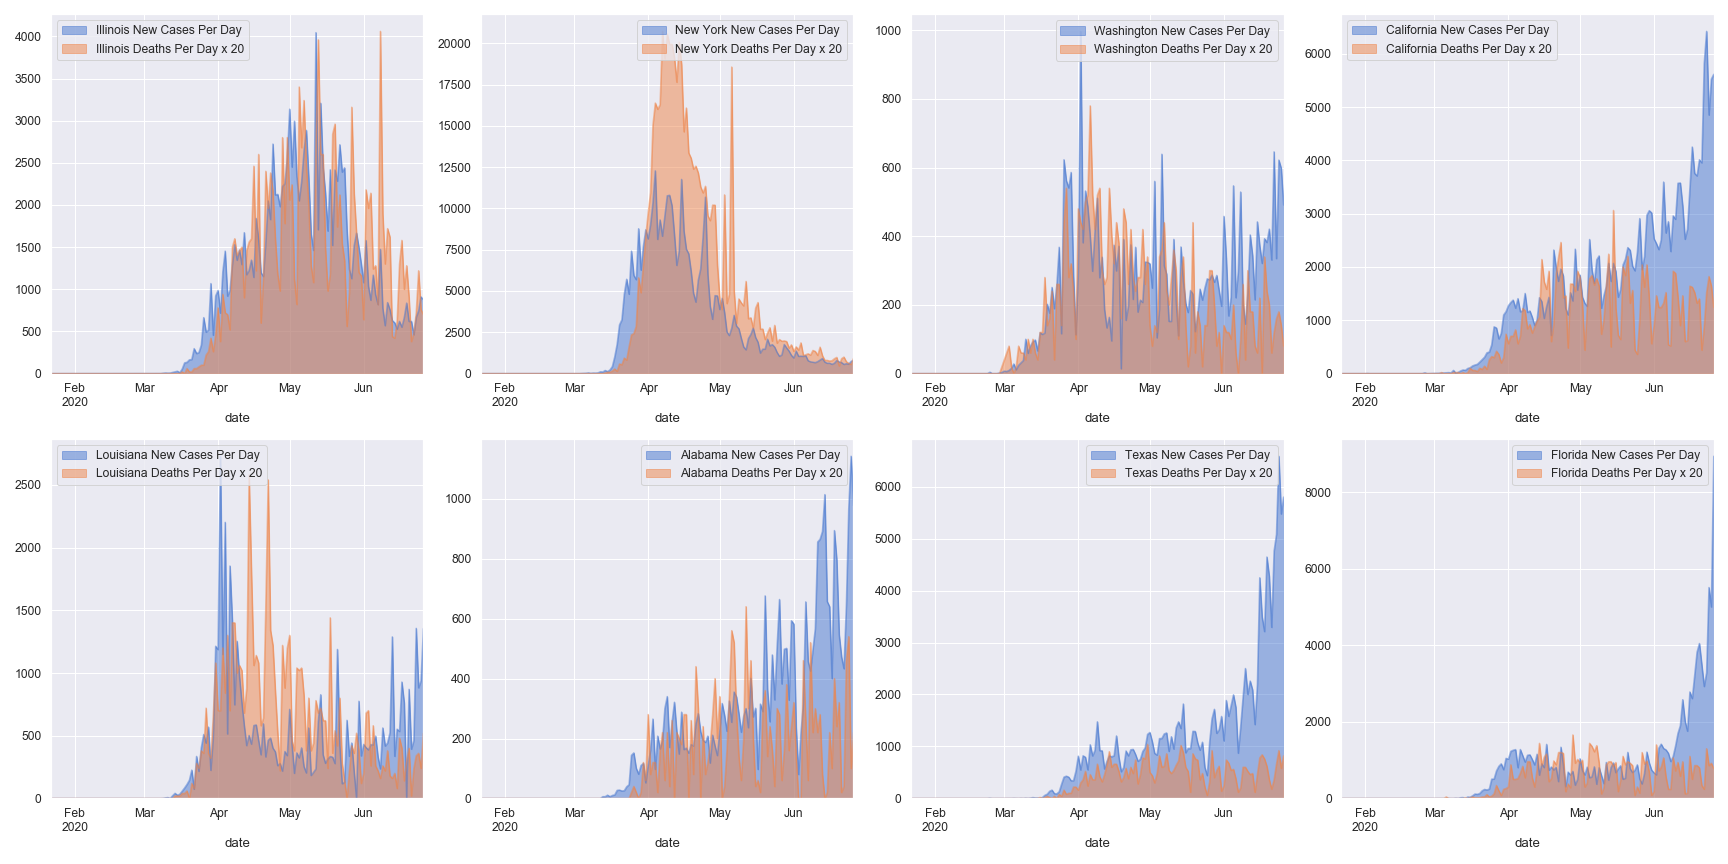 Illinois New Cases Per Day
Illinois Deaths Per Day x 20
4000
3500
3000
2500
2000
1500
1000
500
0
Feb
2020
Mar
Apr
May
Jun
date
New York New Cases Per Day
New York Deaths Per Day x 20
20000
17500
15000
12500
10000
7500
5000
2500
0
Feb
2020
Mar
Apr
May
Jun
date
Washington New Cases Per Day
Washington Deaths Per Day x 20
1000
800
600
400
200
0
Feb
2020
Mar
Apr
May
Jun
date
California New Cases Per Day
California Deaths Per Day x 20
6000
5000
4000
3000
2000
1000
0
Feb
2020
Mar
Apr
May
Jun
date
Louisiana New Cases Per Day
Louisiana Deaths Per Day x 20
2500
2000
1500
1000
500
0
Feb
2020
Mar
Apr
May
Jun
date
Alabama New Cases Per Day
Alabama Deaths Per Day x 20
1000
800
600
400
200
0
Feb
2020
Mar
Apr
May
Jun
date
Texas New Cases Per Day
Texas Deaths Per Day x 20
6000
5000
4000
3000
2000
1000
0
Feb
2020
Mar
Apr
May
Jun
date
Florida New Cases Per Day
Florida Deaths Per Day x 20
8000
6000
4000
2000
0
Feb
2020
Mar
Apr
May
Jun
date